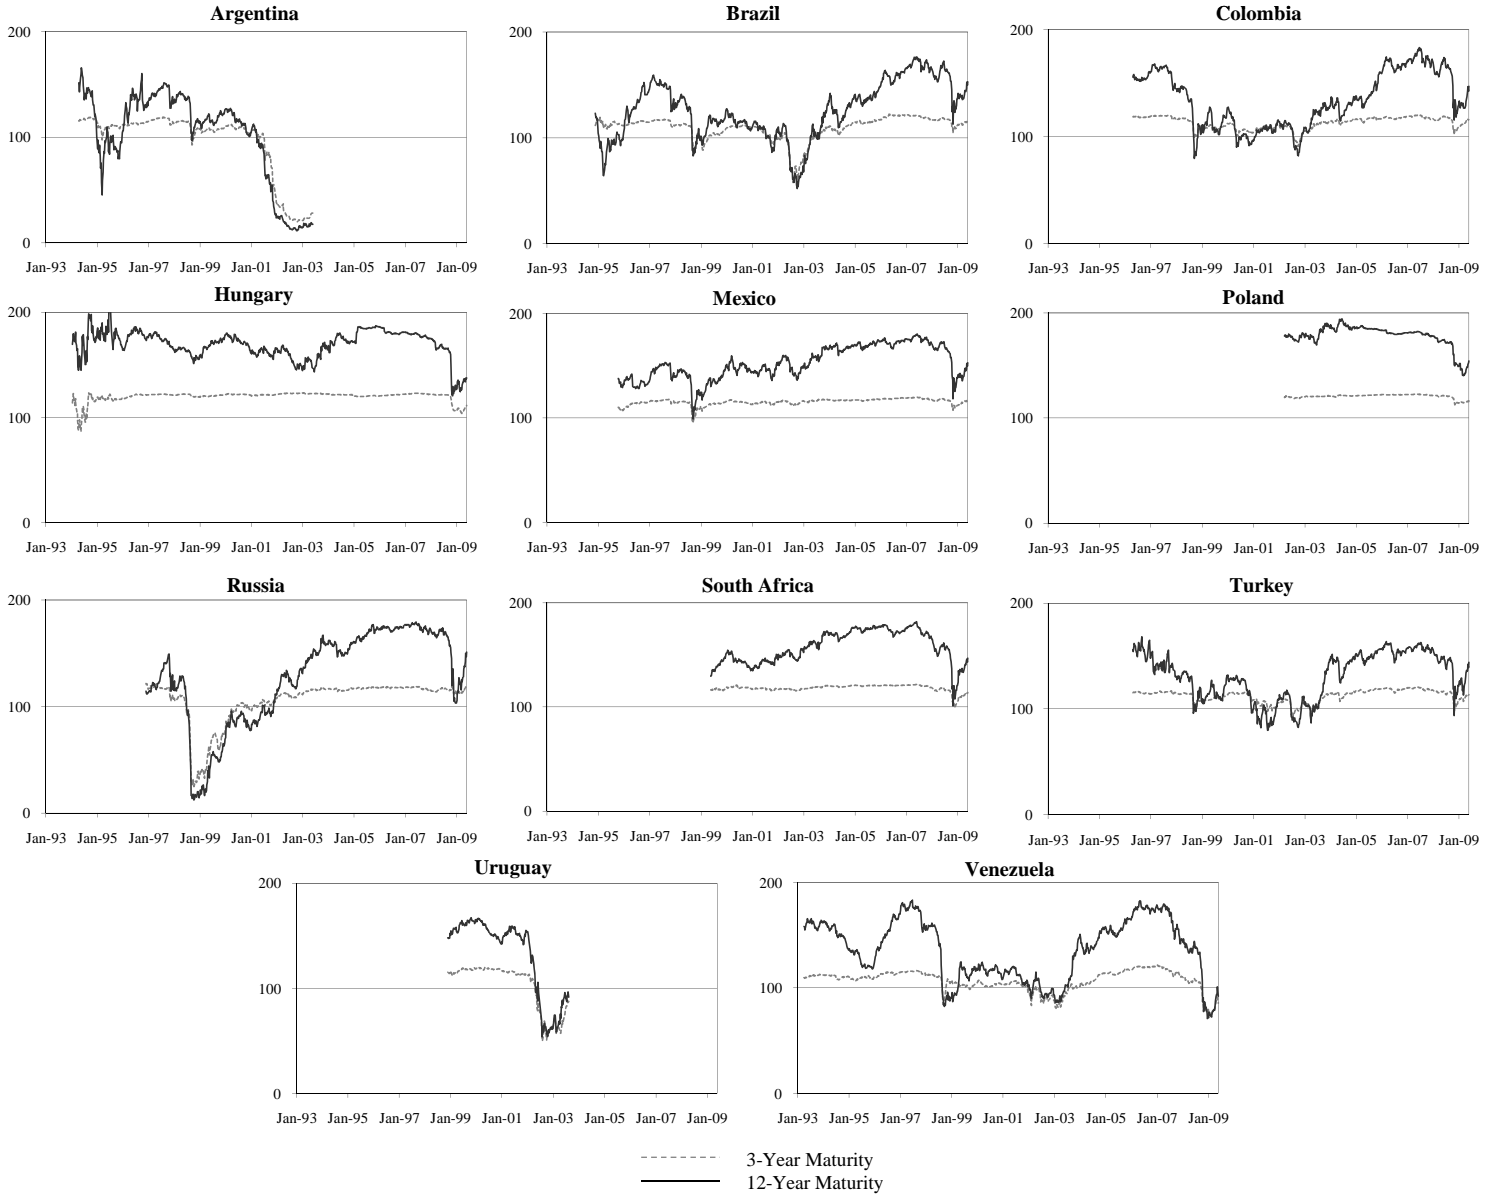 Argentina Brazil Colombia
200 200 200
100 100 100
0 0 0
Jan-93 Jan-95 Jan-97 Jan-99 Jan-01 Jan-03 Jan-05 Jan-07 Jan-09 Jan-93 Jan-95 Jan-97 Jan-99 Jan-01 Jan-03 Jan-05 Jan-07 Jan-09 Jan-93 Jan-95 Jan-97 Jan-99 Jan-01 Jan-03 Jan-05 Jan-07 Jan-09
Hungary Mexico Poland
200 200 200
100 100 100
0 0 0
Jan-93 Jan-95 Jan-97 Jan-99 Jan-01 Jan-03 Jan-05 Jan-07 Jan-09 Jan-93 Jan-95 Jan-97 Jan-99 Jan-01 Jan-03 Jan-05 Jan-07 Jan-09 Jan-93 Jan-95 Jan-97 Jan-99 Jan-01 Jan-03 Jan-05 Jan-07 Jan-09
Russia South Africa Turkey
200 200 200
100 100 100
0 0 0
Jan-93 Jan-95 Jan-97 Jan-99 Jan-01 Jan-03 Jan-05 Jan-07 Jan-09 Jan-93 Jan-95 Jan-97 Jan-99 Jan-01 Jan-03 Jan-05 Jan-07 Jan-09 Jan-93 Jan-95 Jan-97 Jan-99 Jan-01 Jan-03 Jan-05 Jan-07 Jan-09
Uruguay Venezuela
200 200
100 100
0 0
Jan-93 Jan-95 Jan-97 Jan-99 Jan-01 Jan-03 Jan-05 Jan-07 Jan-09 Jan-93 Jan-95 Jan-97 Jan-99 Jan-01 Jan-03 Jan-05 Jan-07 Jan-09
3-Year Maturity
12-Year Maturity